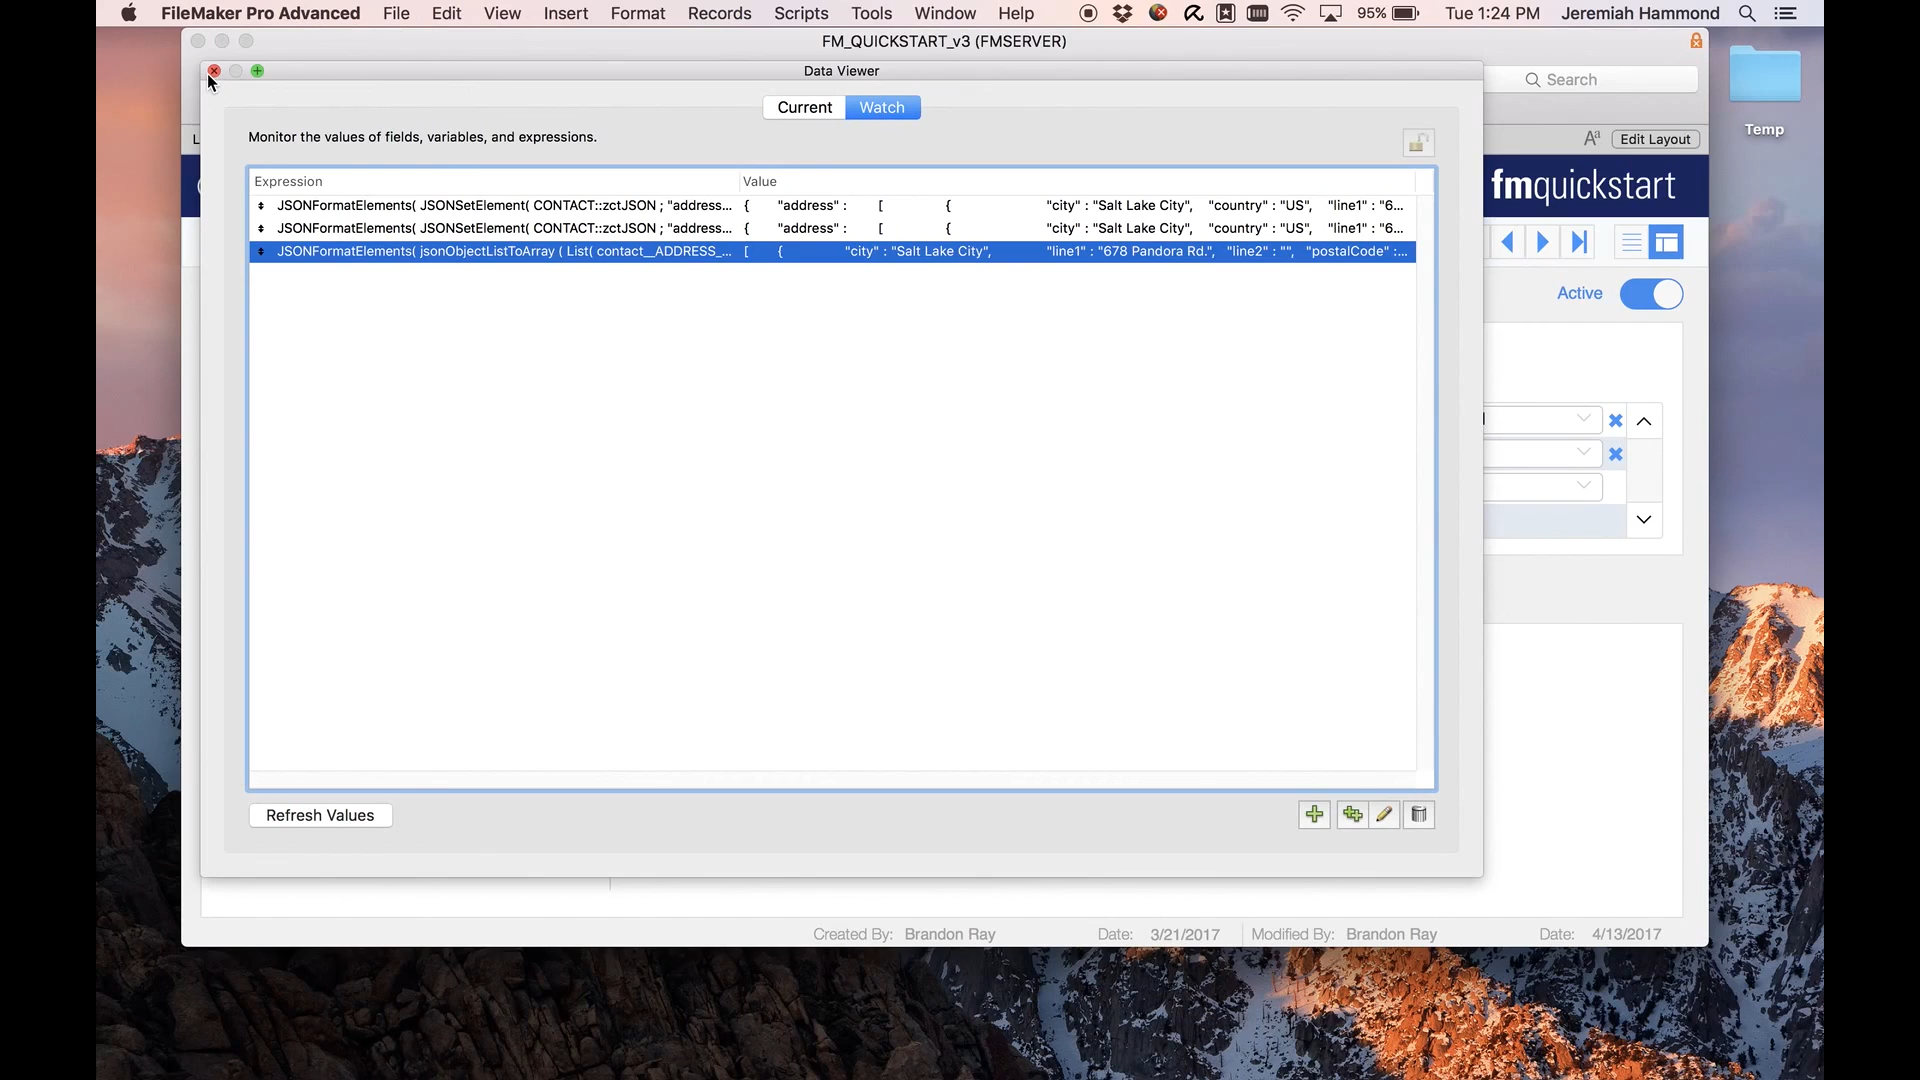 FileMaker Pro Advanced File Edit View Insert Format Records Scripts Tools Window Help 95% Tue 1:24 PM Jeremiah Hammond
FM_QUICKSTART_v3 (FMSERVER)
Data Viewer
Search
Temp
Current Watch
Monitor the values of fields, variables, and expressions.
Edit Layout
Expression Value
JSONFormatElements( JSONSetElement( CONTACT::zctJSON ; "address... { "address" : [ { "city" : "Salt Lake City", "country" : "US", "line1" : "6...
JSONFormatElements( JSONSetElement( CONTACT::zctJSON ; "address... { "address" : [ { "city" : "Salt Lake City", "country" : "US", "line1" : "6...
JSONFormatElements( jsonObjectListToArray ( List( contact__ADDRESS_... [ { "city" : "Salt Lake City", "line1" : "678 Pandora Rd.", "line2" : "", "postalCode" :...
fmquickstart
Active
Refresh Values
Created By: Brandon Ray Date: 3/21/2017 Modified By: Brandon Ray Date: 4/13/2017